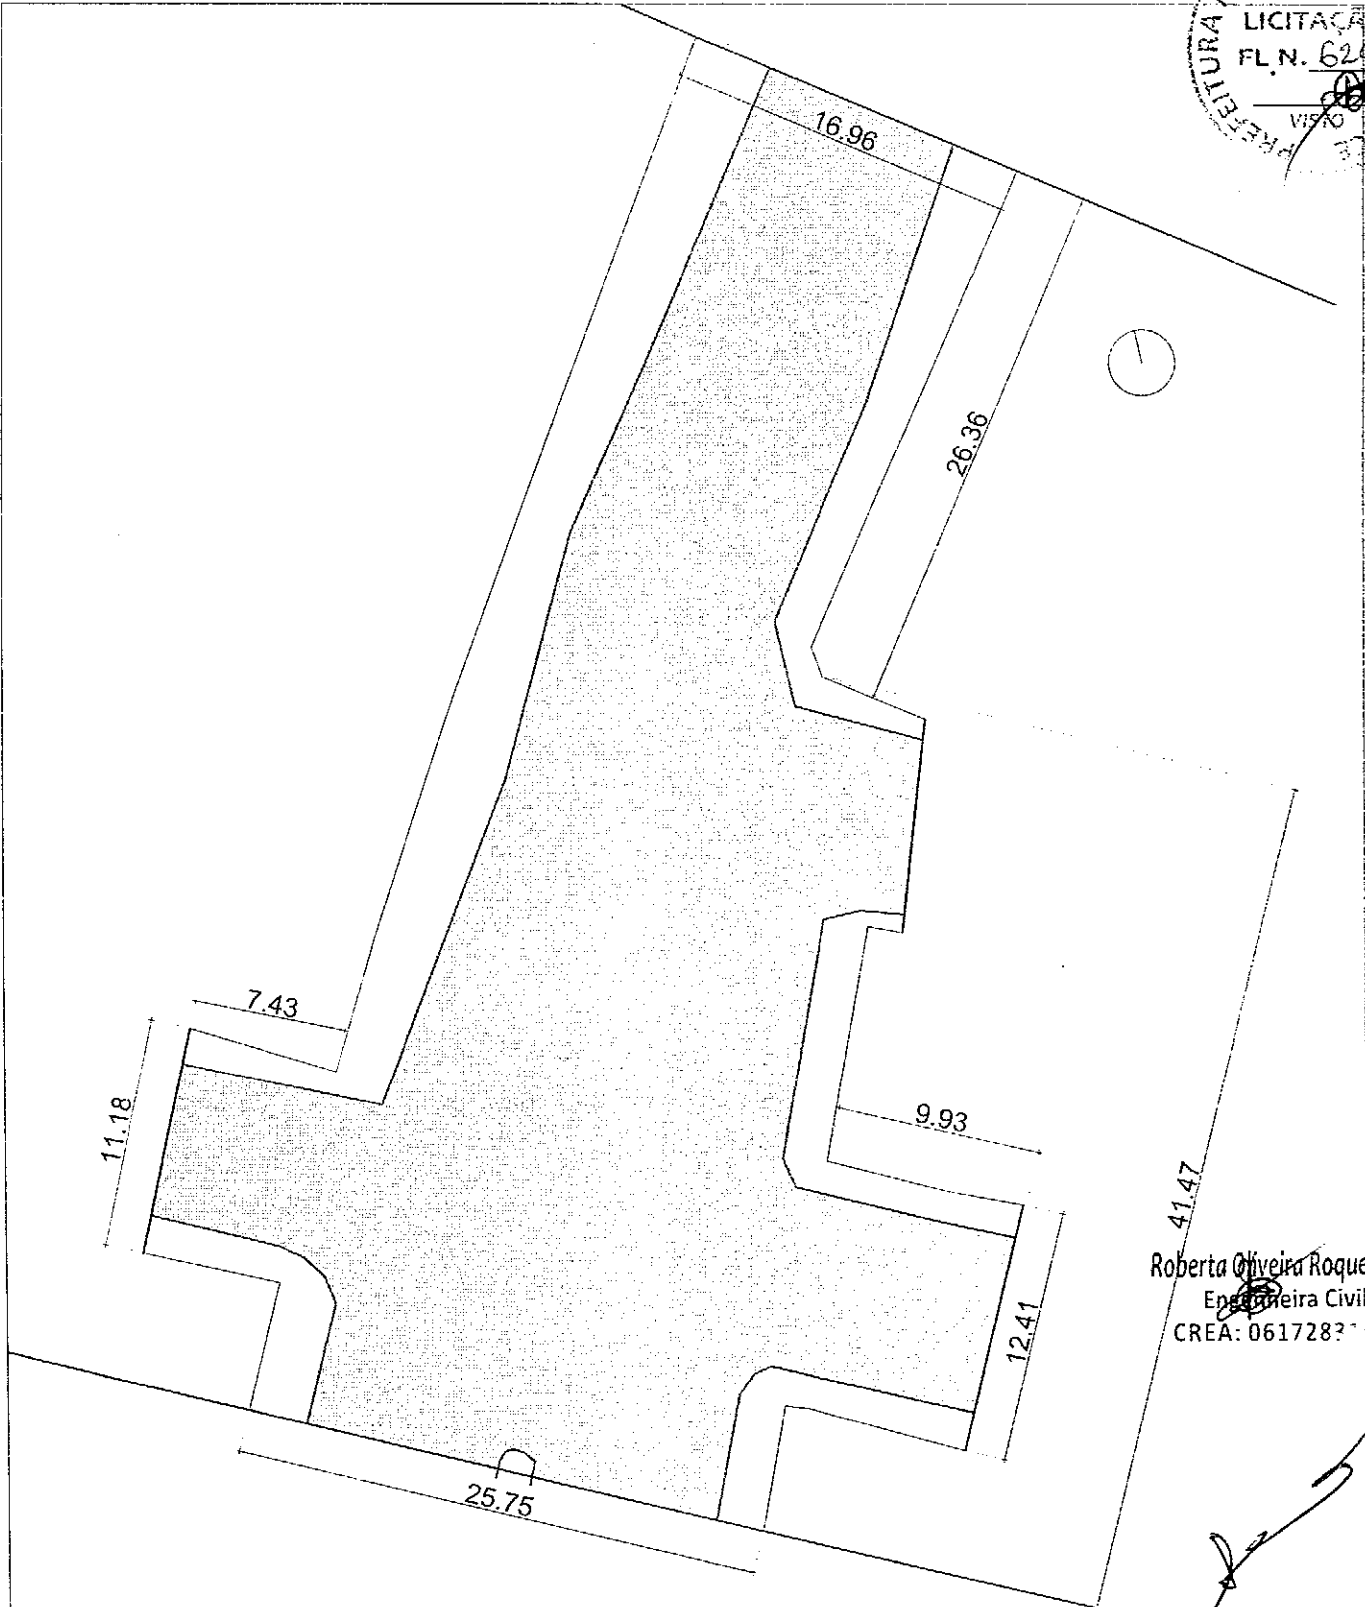 LICITAÇÃ
FL.N. 62
PREFEITURA
VISTO
16.96
26.36
7.43
11.18
9.93
41.47
Roberta Oliveira Roque
Engenheira Civil
CREA: 0617283
12.41
25.75